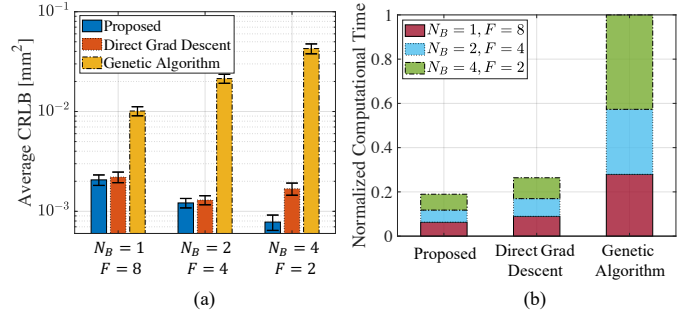 Average CRLB [mm²]
10⁻¹
10⁻²
10⁻³
Proposed
Direct Grad Descent
Genetic Algorithm
N_B = 1
F = 8
N_B = 2
F = 4
N_B = 4
F = 2
(a)
Normalized Computational Time
1
0.8
0.6
0.4
0.2
0
N_B = 1, F = 8
N_B = 2, F = 4
N_B = 4, F = 2
Proposed
Direct Grad
Descent
Genetic
Algorithm
(b)